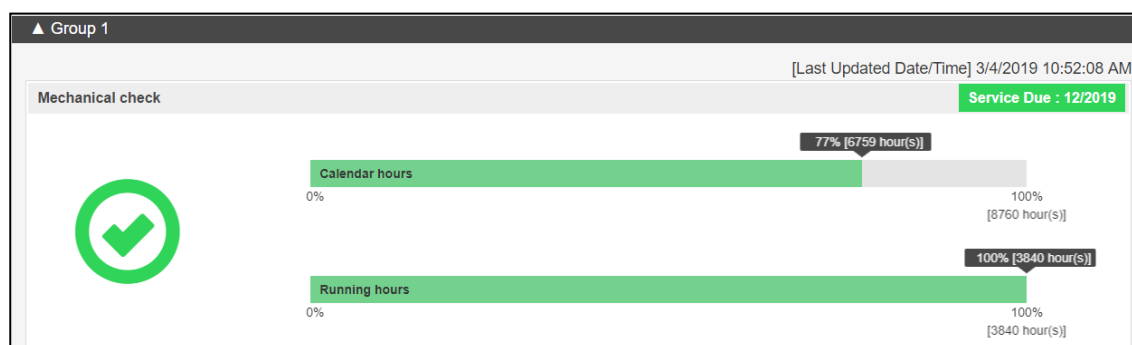 ▲ Group 1
[Last Updated Date/Time] 3/4/2019 10:52:08 AM
Mechanical check
Service Due : 12/2019
77% [6759 hour(s)]
Calendar hours
0%
100%
[8760 hour(s)]
100% [3840 hour(s)]
Running hours
0%
100%
[3840 hour(s)]